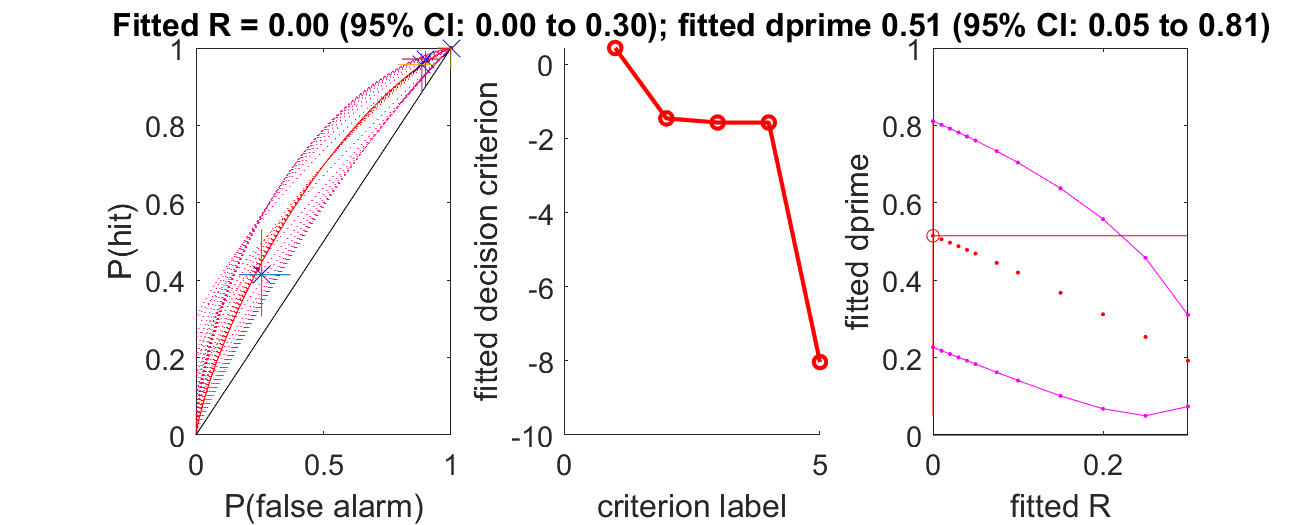 Fitted R = 0.00 (95% CI: 0.00 to 0.30); fitted dprime 0.51 (95% CI: 0.05 to 0.81)
P(hit)
1
0.8
0.6
0.4
0.2
0
0 0.5 1
P(false alarm)
fitted decision criterion
0
-2
-4
-6
-8
-10
0 5
criterion label
fitted dprime
1
0.8
0.6
0.4
0.2
0
0 0.2
fitted R